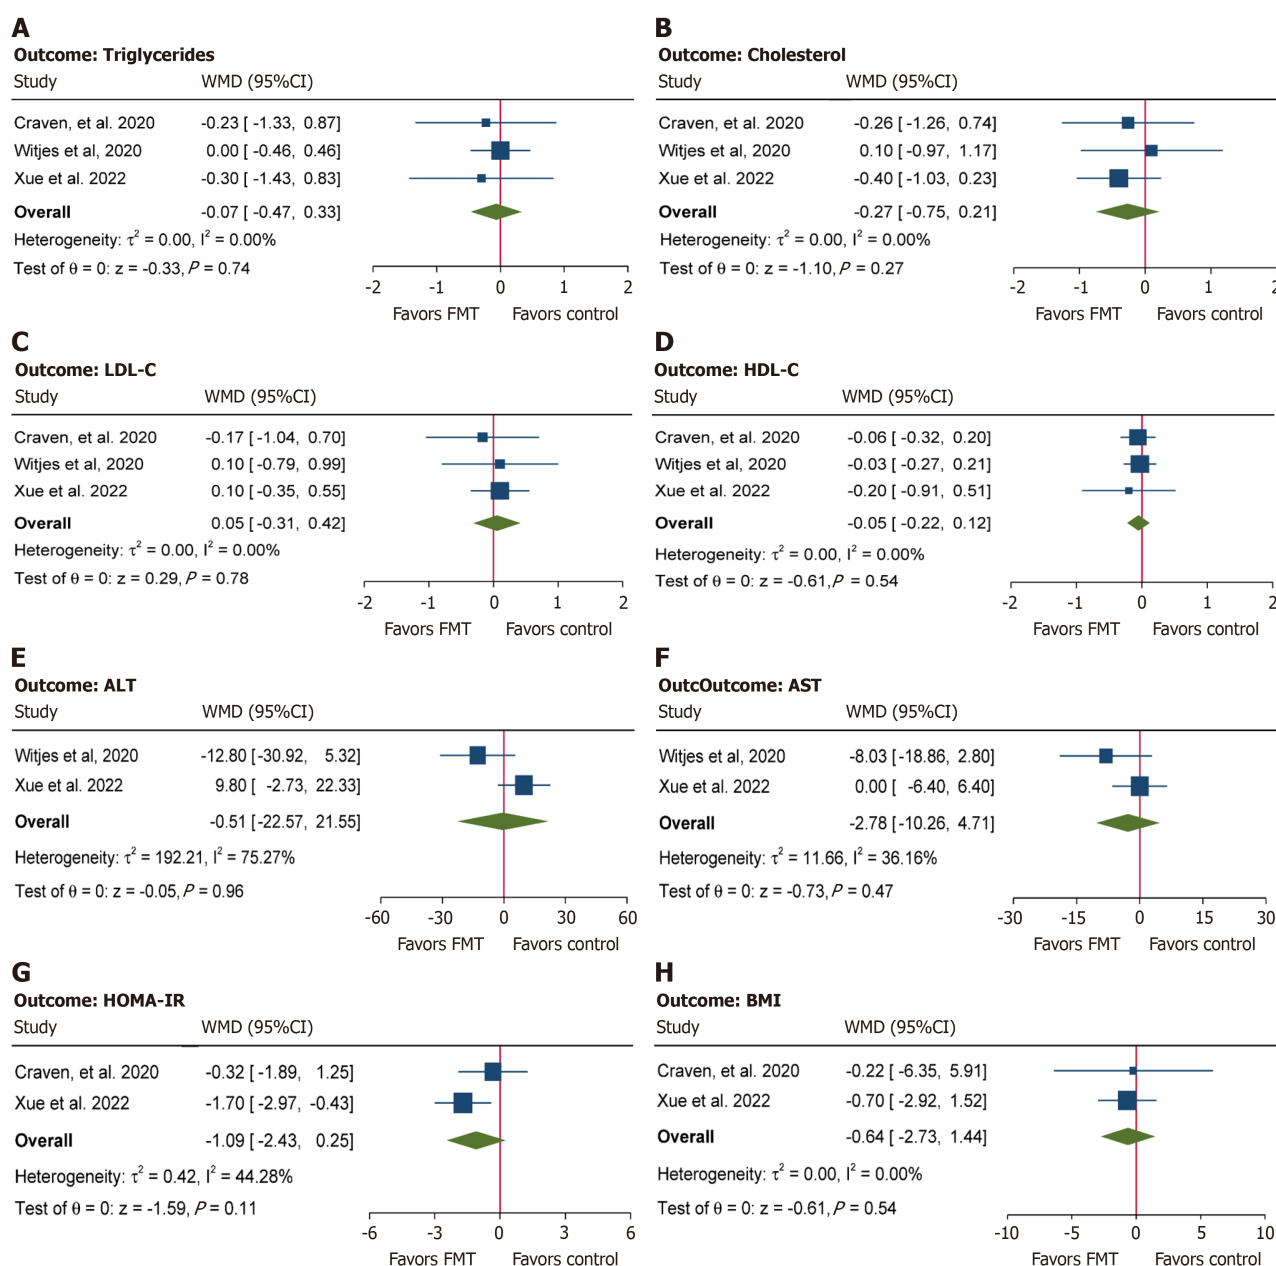 A
Outcome: Triglycerides
Study WMD (95%CI)
Craven, et al. 2020 -0.23 [ -1.33, 0.87]
Witjes et al, 2020 0.00 [ -0.46, 0.46]
Xue et al. 2022 -0.30 [ -1.43, 0.83]
Overall -0.07 [ -0.47, 0.33]
Heterogeneity: τ² = 0.00, I² = 0.00%
Test of θ = 0: z = -0.33, P = 0.74
-2 -1 0 1 2
Favors FMT Favors control
B
Outcome: Cholesterol
Study WMD (95%CI)
Craven, et al. 2020 -0.26 [ -1.26, 0.74]
Witjes et al, 2020 0.10 [ -0.97, 1.17]
Xue et al. 2022 -0.40 [ -1.03, 0.23]
Overall -0.27 [ -0.75, 0.21]
Heterogeneity: τ² = 0.00, I² = 0.00%
Test of θ = 0: z = -1.10, P = 0.27
-2 -1 0 1 2
Favors FMT Favors control
C
Outcome: LDL-C
Study WMD (95%CI)
Craven, et al. 2020 -0.17 [ -1.04, 0.70]
Witjes et al, 2020 0.10 [ -0.79, 0.99]
Xue et al. 2022 0.10 [ -0.35, 0.55]
Overall 0.05 [ -0.31, 0.42]
Heterogeneity: τ² = 0.00, I² = 0.00%
Test of θ = 0: z = 0.29, P = 0.78
-2 -1 0 1 2
Favors FMT Favors control
D
Outcome: HDL-C
Study WMD (95%CI)
Craven, et al. 2020 -0.06 [ -0.32, 0.20]
Witjes et al, 2020 -0.03 [ -0.27, 0.21]
Xue et al. 2022 -0.20 [ -0.91, 0.51]
Overall -0.05 [ -0.22, 0.12]
Heterogeneity: τ² = 0.00, I² = 0.00%
Test of θ = 0: z = -0.61, P = 0.54
-2 -1 0 1 2
Favors FMT Favors control
E
Outcome: ALT
Study WMD (95%CI)
Witjes et al, 2020 -12.80 [ -30.92, 5.32]
Xue et al. 2022 9.80 [ -2.73, 22.33]
Overall -0.51 [ -22.57, 21.55]
Heterogeneity: τ² = 192.21, I² = 75.27%
Test of θ = 0: z = -0.05, P = 0.96
-60 -30 0 30 60
Favors FMT Favors control
F
OutcOutcome: AST
Study WMD (95%CI)
Witjes et al, 2020 -8.03 [ -18.86, 2.80]
Xue et al. 2022 0.00 [ -6.40, 6.40]
Overall -2.78 [ -10.26, 4.71]
Heterogeneity: τ² = 11.66, I² = 36.16%
Test of θ = 0: z = -0.73, P = 0.47
-30 -15 0 15 30
Favors FMT Favors control
G
Outcome: HOMA-IR
Study WMD (95%CI)
Craven, et al. 2020 -0.32 [ -1.89, 1.25]
Xue et al. 2022 -1.70 [ -2.97, -0.43]
Overall -1.09 [ -2.43, 0.25]
Heterogeneity: τ² = 0.42, I² = 44.28%
Test of θ = 0: z = -1.59, P = 0.11
-6 -3 0 3 6
Favors FMT Favors control
H
Outcome: BMI
Study WMD (95%CI)
Craven, et al. 2020 -0.22 [ -6.35, 5.91]
Xue et al. 2022 -0.70 [ -2.92, 1.52]
Overall -0.64 [ -2.73, 1.44]
Heterogeneity: τ² = 0.00, I² = 0.00%
Test of θ = 0: z = -0.61, P = 0.54
-10 -5 0 5 10
Favors FMT Favors control